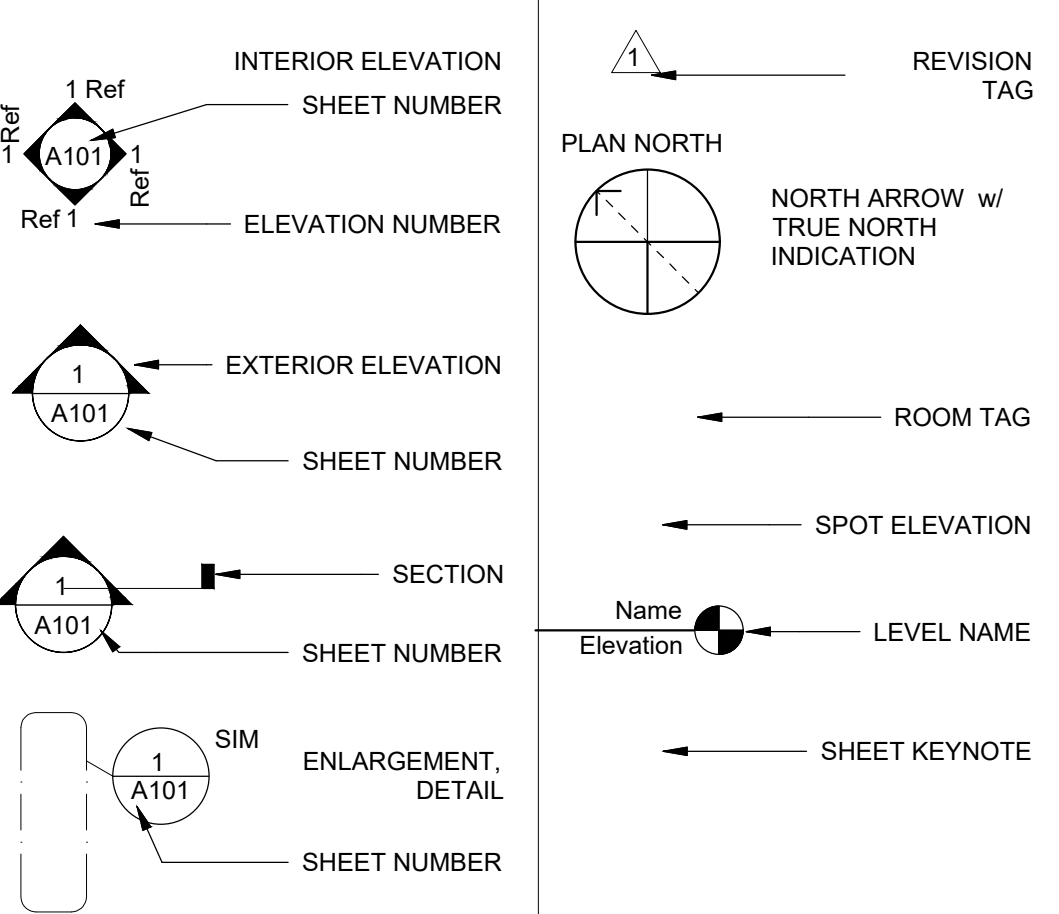 INTERIOR ELEVATION
1 Ref
SHEET NUMBER
1 Ref
A101
1 Ref
Ref 1
ELEVATION NUMBER
1
EXTERIOR ELEVATION
A101
SHEET NUMBER
1
SECTION
A101
SHEET NUMBER
SIM
1
A101
ENLARGEMENT,
DETAIL
SHEET NUMBER
1
REVISION
TAG
PLAN NORTH
NORTH ARROW w/
TRUE NORTH
INDICATION
ROOM TAG
SPOT ELEVATION
Name
Elevation
LEVEL NAME
SHEET KEYNOTE